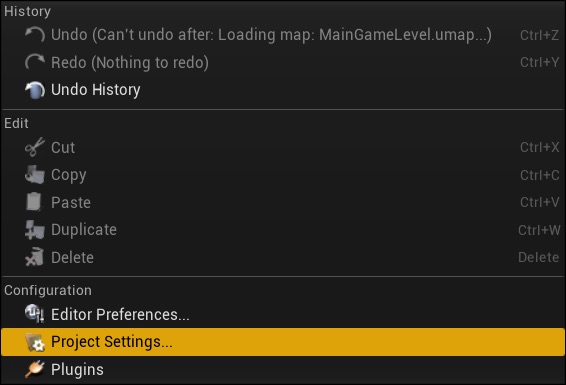 History
Undo (Can't undo after: Loading map: MainGameLevel.umap...) Ctrl+Z
Redo (Nothing to redo) Ctrl+Y
Undo History
Edit
Cut Ctrl+X
Copy Ctrl+C
Paste Ctrl+V
Duplicate Ctrl+W
Delete Delete
Configuration
Editor Preferences...
Project Settings...
Plugins